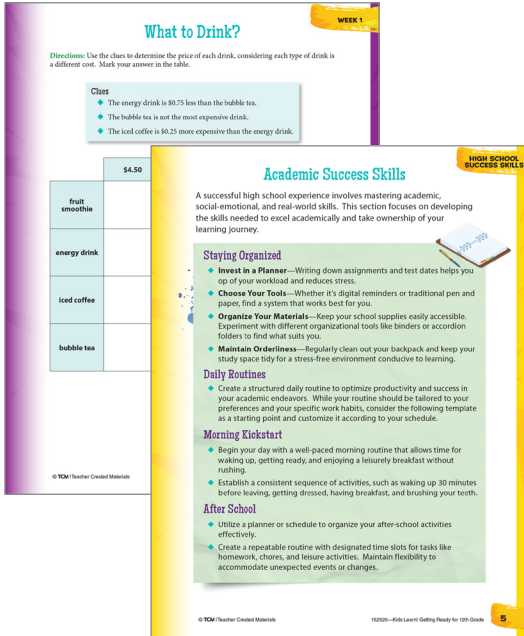 WEEK 1
What to Drink?
Directions: Use the clues to determine the price of each drink, considering each type of drink is
a different cost. Mark your answer in the table.
Clues
◆ The energy drink is $0.75 less than the bubble tea.
◆ The bubble tea is not the most expensive drink.
◆ The iced coffee is $0.25 more expensive than the energy drink.
$4.50
fruit
smoothie
energy drink
iced coffee
bubble tea
© TCM | Teacher Created Materials
HIGH SCHOOL
SUCCESS SKILLS
Academic Success Skills
A successful high school experience involves mastering academic,
social-emotional, and real-world skills. This section focuses on developing
the skills needed to excel academically and take ownership of your
learning journey.
Staying Organized
◆ Invest in a Planner—Writing down assignments and test dates helps you
op of your workload and reduces stress.
◆ Choose Your Tools—Whether it's digital reminders or traditional pen and
paper, find a system that works best for you.
◆ Organize Your Materials—Keep your school supplies easily accessible.
Experiment with different organizational tools like binders or accordion
folders to find what suits you.
◆ Maintain Orderliness—Regularly clean out your backpack and keep your
study space tidy for a stress-free environment conducive to learning.
Daily Routines
◆ Create a structured daily routine to optimize productivity and success in
your academic endeavors. While your routine should be tailored to your
preferences and your specific work habits, consider the following template
as a starting point and customize it according to your schedule.
Morning Kickstart
◆ Begin your day with a well-paced morning routine that allows time for
waking up, getting ready, and enjoying a leisurely breakfast without
rushing.
◆ Establish a consistent sequence of activities, such as waking up 30 minutes
before leaving, getting dressed, having breakfast, and brushing your teeth.
After School
◆ Utilize a planner or schedule to organize your after-school activities
effectively.
◆ Create a repeatable routine with designated time slots for tasks like
homework, chores, and leisure activities. Maintain flexibility to
accommodate unexpected events or changes.
© TCM | Teacher Created Materials
152520—Kids Learn! Getting Ready for 12th Grade
5